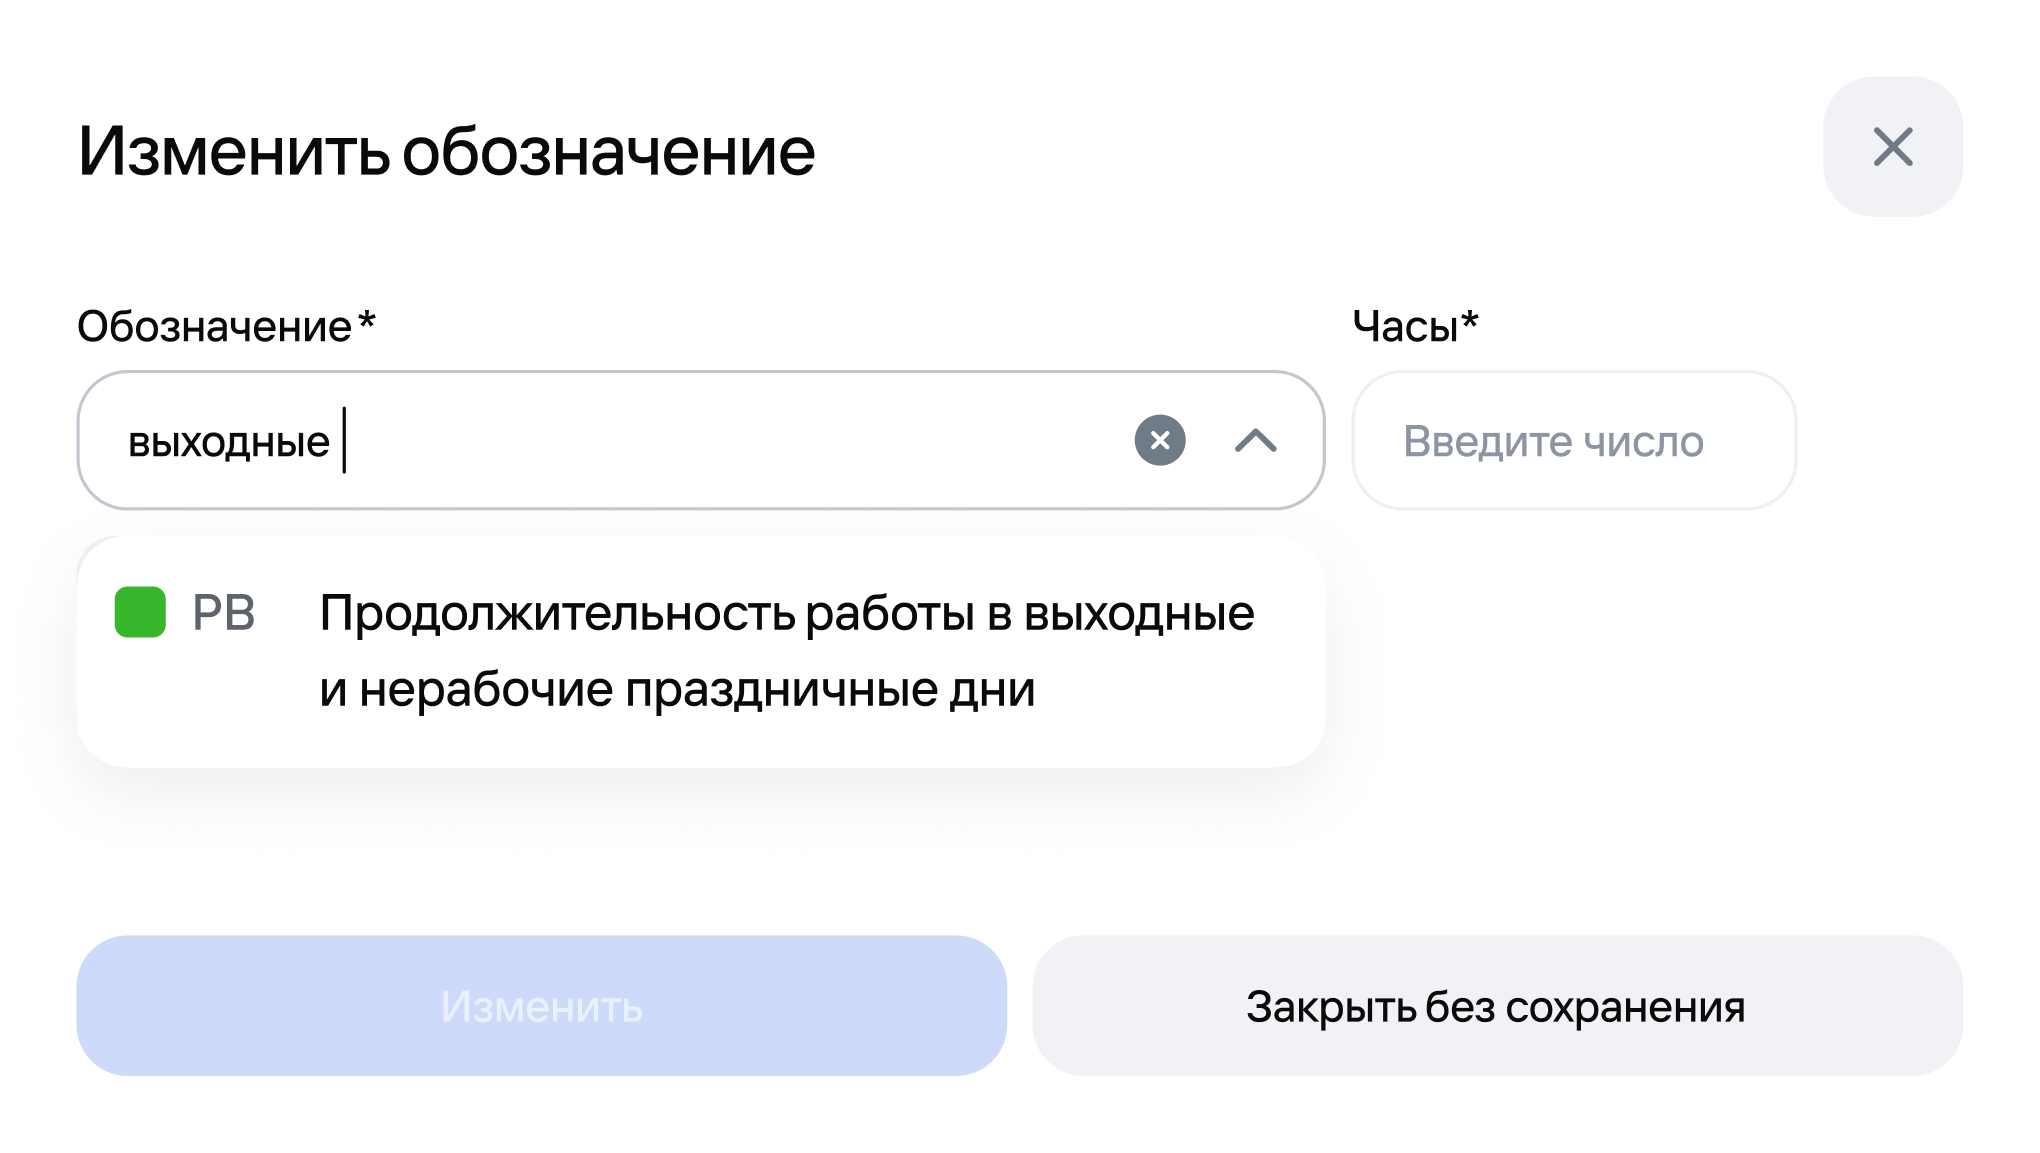 Изменить обозначение
Обозначение*
Часы*
выходные
Введите число
РВ
Продолжительность работы в выходные
и нерабочие праздничные дни
Изменить
Закрыть без сохранения